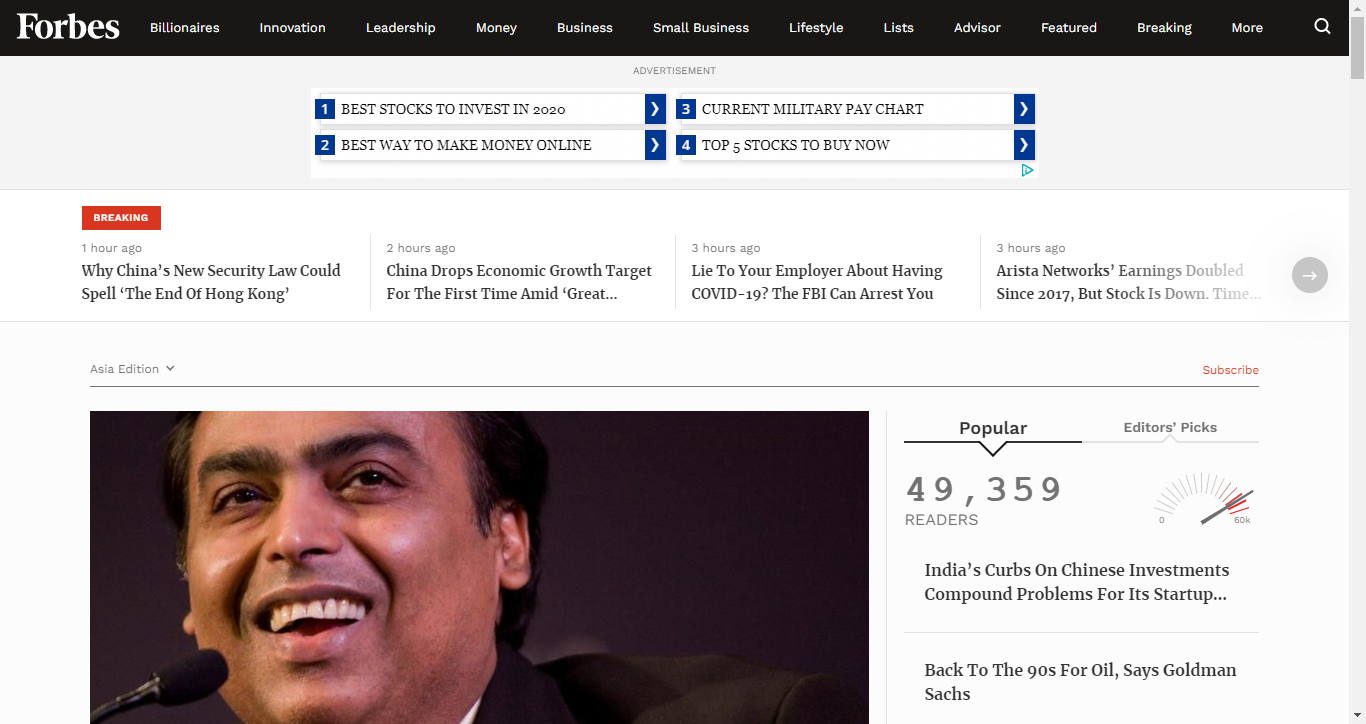 Forbes
Billionaires Innovation Leadership Money Business Small Business Lifestyle Lists Advisor Featured Breaking More
ADVERTISEMENT
1 BEST STOCKS TO INVEST IN 2020 ❯
3 CURRENT MILITARY PAY CHART ❯
2 BEST WAY TO MAKE MONEY ONLINE ❯
4 TOP 5 STOCKS TO BUY NOW ❯
BREAKING
1 hour ago
Why China’s New Security Law Could
Spell ‘The End Of Hong Kong’
2 hours ago
China Drops Economic Growth Target
For The First Time Amid ‘Great...
3 hours ago
Lie To Your Employer About Having
COVID-19? The FBI Can Arrest You
3 hours ago
Arista Networks’ Earnings Doubled
Since 2017, But Stock Is Down. Time...
→
Asia Edition
Subscribe
Popular
Editors’ Picks
49,359
READERS
0
60k
India’s Curbs On Chinese Investments
Compound Problems For Its Startup...
Back To The 90s For Oil, Says Goldman
Sachs